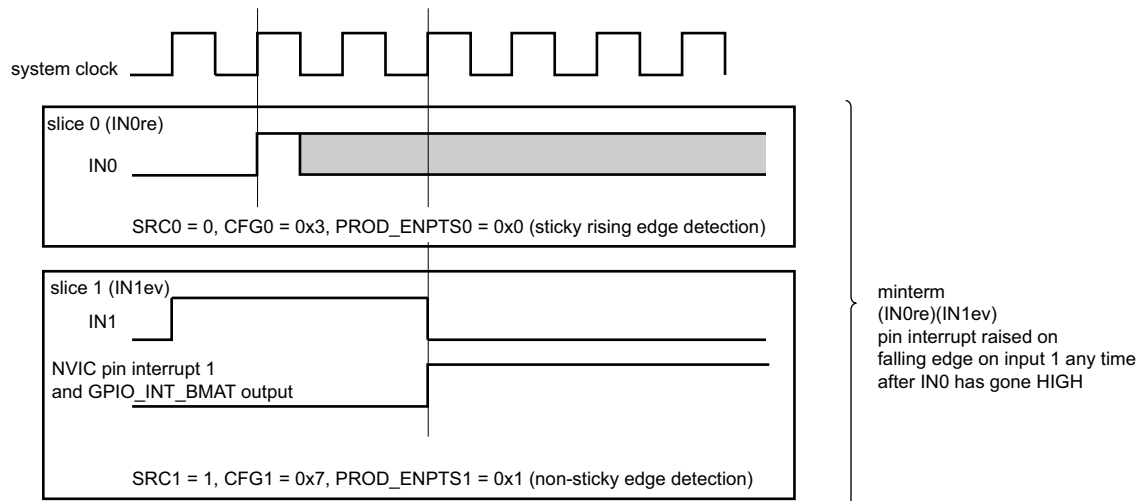 system clock
slice 0 (IN0re)
IN0
SRC0 = 0, CFG0 = 0x3, PROD_ENPTS0 = 0x0 (sticky rising edge detection)
slice 1 (IN1ev)
IN1
NVIC pin interrupt 1
and GPIO_INT_BMAT output
SRC1 = 1, CFG1 = 0x7, PROD_ENPTS1 = 0x1 (non-sticky edge detection)
minterm
(IN0re)(IN1ev)
pin interrupt raised on
falling edge on input 1 any time
after IN0 has gone HIGH